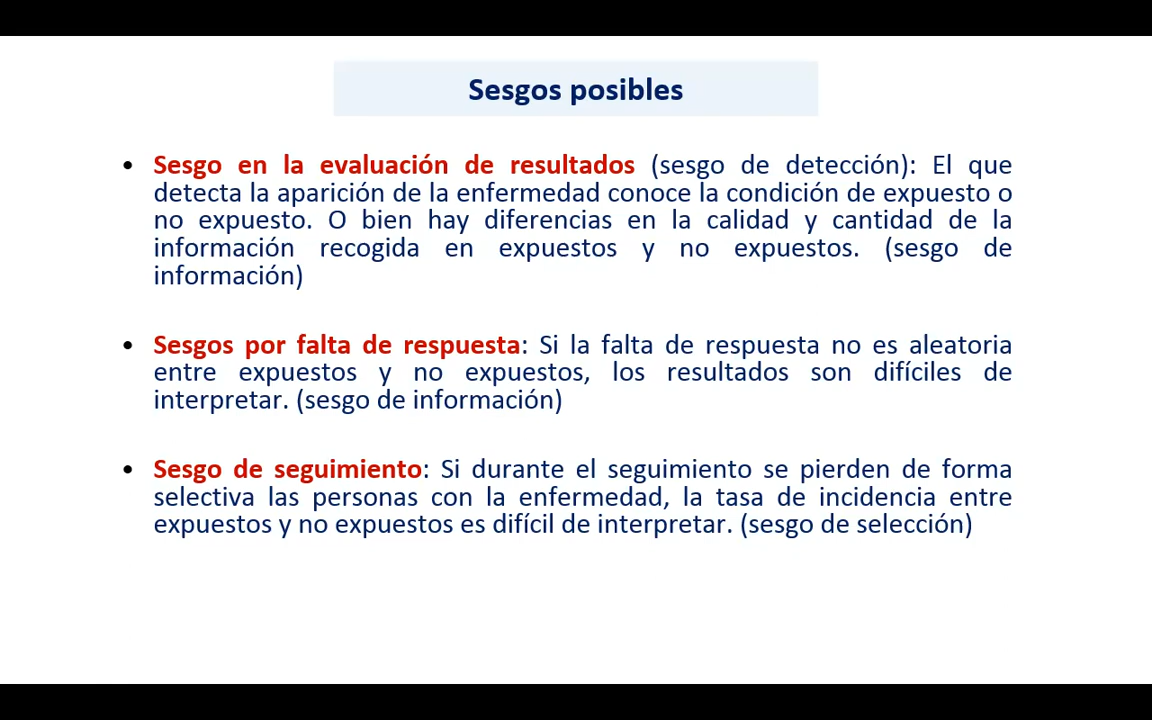 Sesgos posibles
• Sesgo en la evaluación de resultados (sesgo de detección): El que
detecta la aparición de la enfermedad conoce la condición de expuesto o
no expuesto. O bien hay diferencias en la calidad y cantidad de la
información recogida en expuestos y no expuestos. (sesgo de
información)
• Sesgos por falta de respuesta: Si la falta de respuesta no es aleatoria
entre expuestos y no expuestos, los resultados son difíciles de
interpretar. (sesgo de información)
• Sesgo de seguimiento: Si durante el seguimiento se pierden de forma
selectiva las personas con la enfermedad, la tasa de incidencia entre
expuestos y no expuestos es difícil de interpretar. (sesgo de selección)